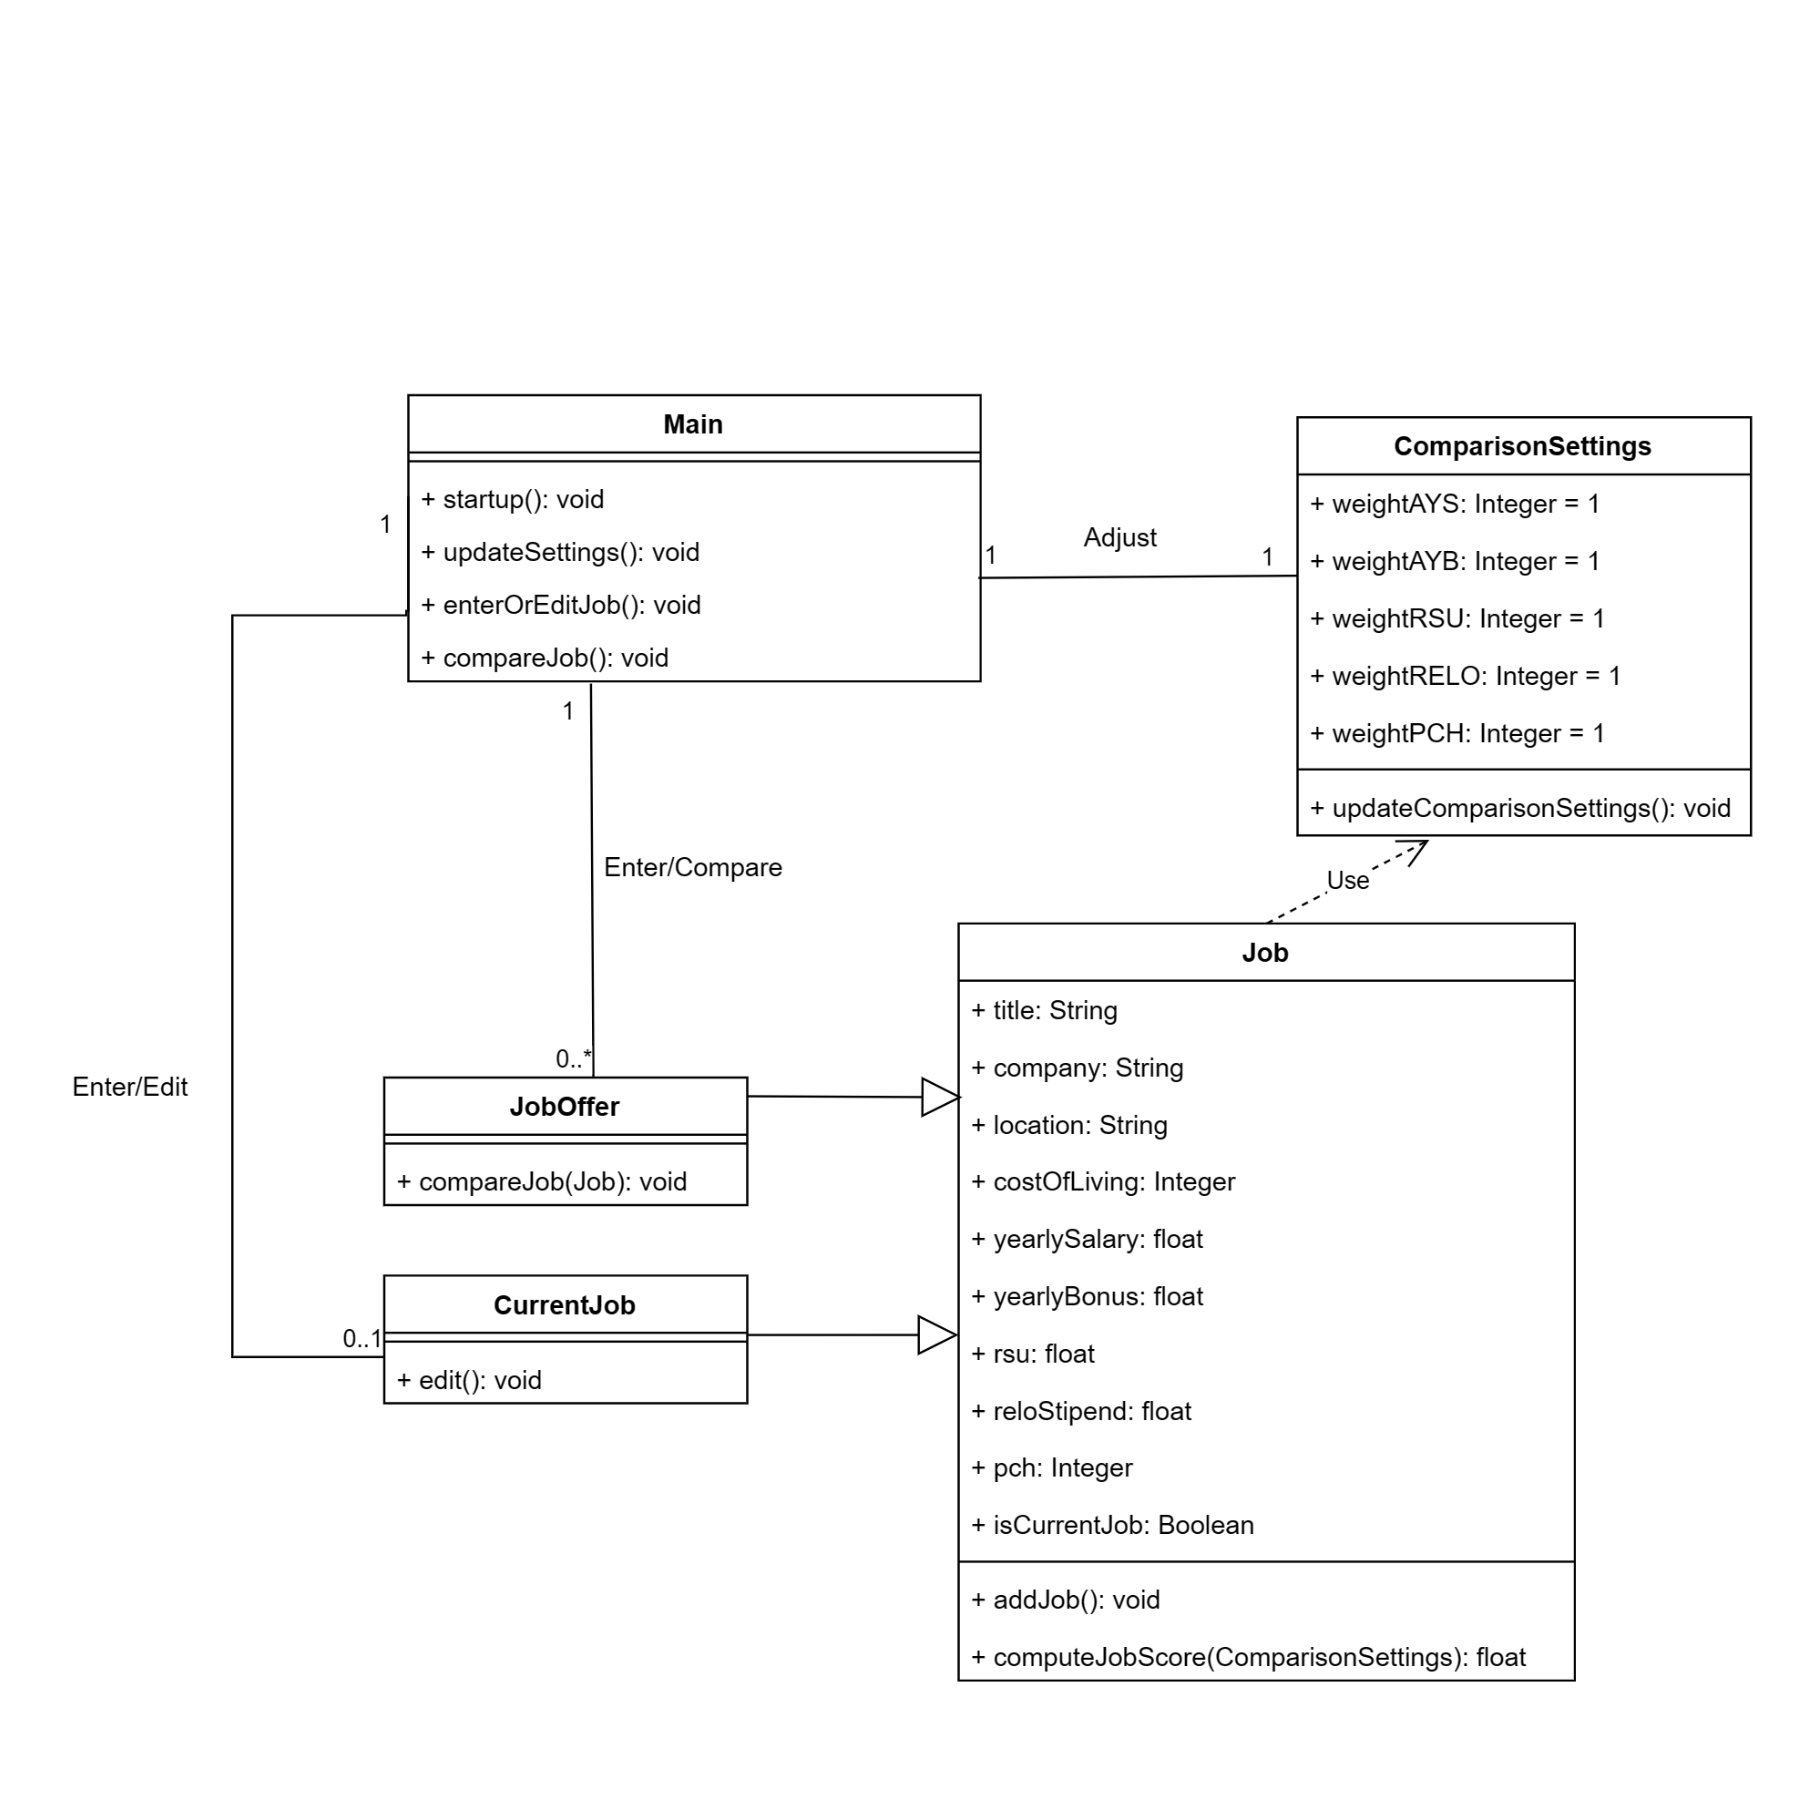 Main
+ startup(): void
+ updateSettings(): void
+ enterOrEditJob(): void
+ compareJob(): void
1
1
Adjust
1
ComparisonSettings
+ weightAYS: Integer = 1
+ weightAYB: Integer = 1
+ weightRSU: Integer = 1
+ weightRELO: Integer = 1
+ weightPCH: Integer = 1
+ updateComparisonSettings(): void
1
Enter/Compare
0..*
Use
Enter/Edit
JobOffer
+ compareJob(Job): void
0..1
CurrentJob
+ edit(): void
Job
+ title: String
+ company: String
+ location: String
+ costOfLiving: Integer
+ yearlySalary: float
+ yearlyBonus: float
+ rsu: float
+ reloStipend: float
+ pch: Integer
+ isCurrentJob: Boolean
+ addJob(): void
+ computeJobScore(ComparisonSettings): float